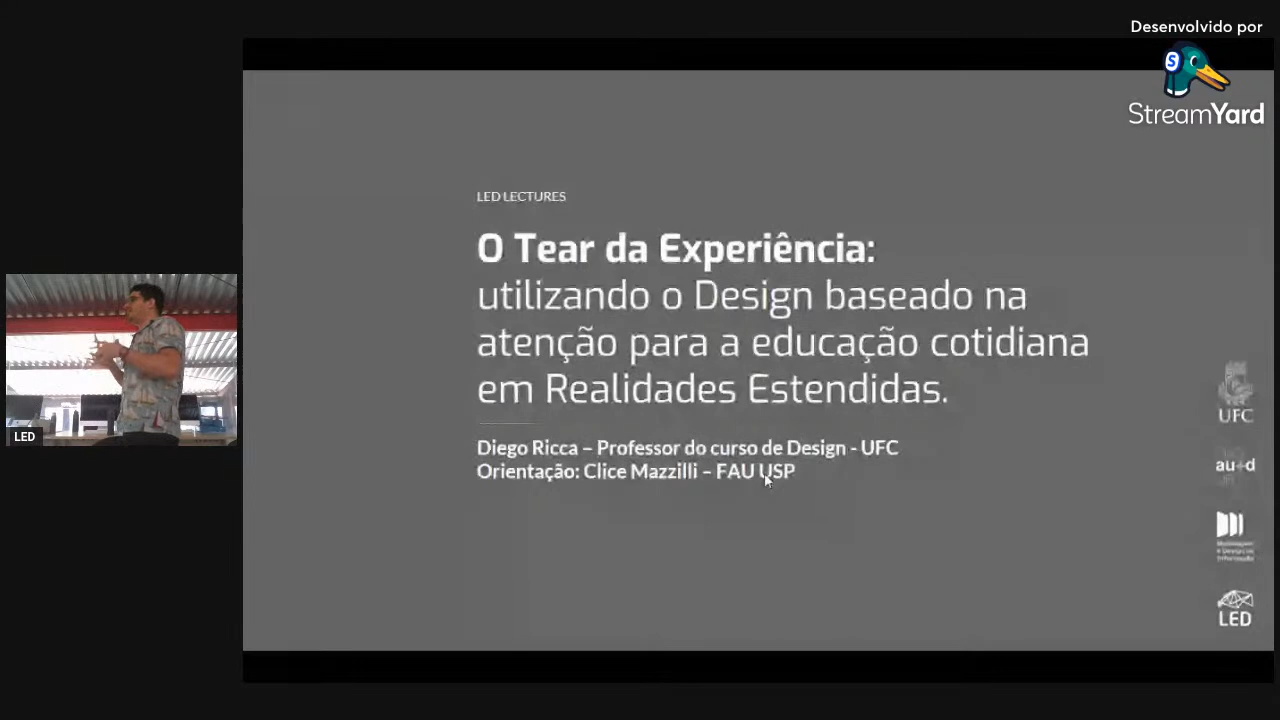 Desenvolvido por
StreamYard
LED LECTURES
O Tear da Experiência:
utilizando o Design baseado na
atenção para a educação cotidiana
em Realidades Estendidas.
Diego Ricca – Professor do curso de Design - UFC
Orientação: Clice Mazzilli – FAU USP
UFC
au+d
LED
LED